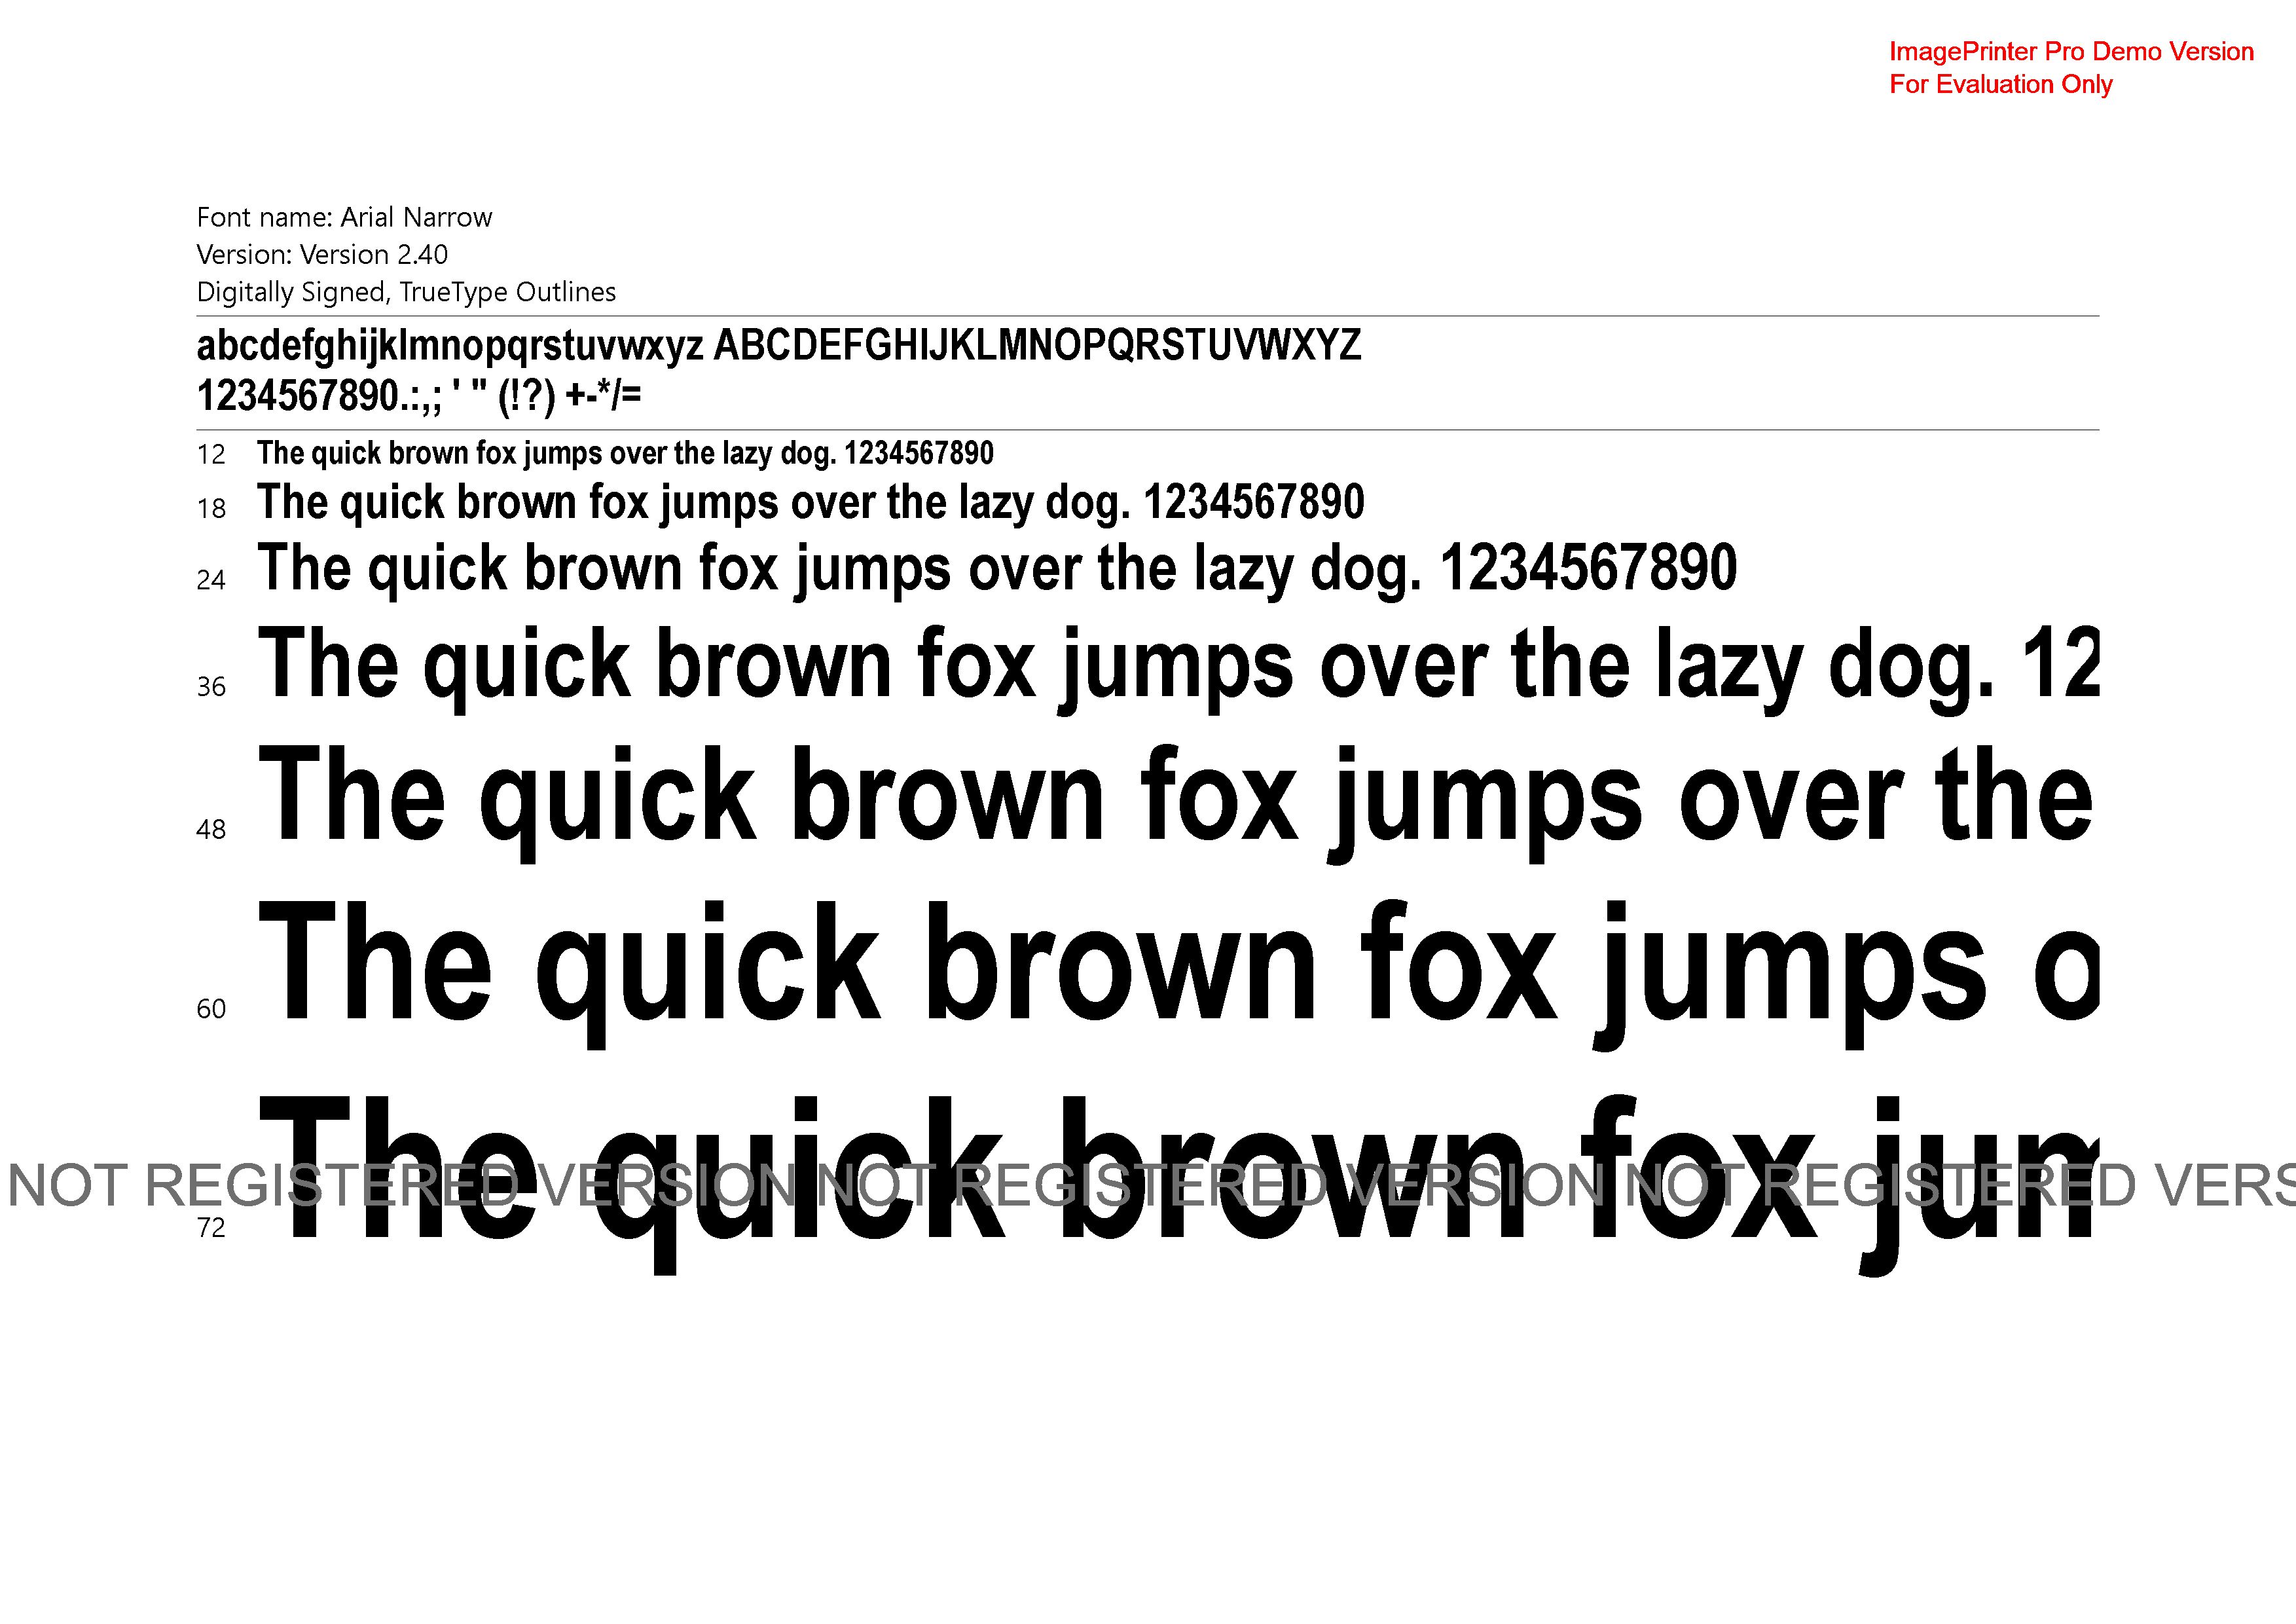 ImagePrinter Pro Demo Version
For Evaluation Only
Font name: Arial Narrow
Version: Version 2.40
Digitally Signed, TrueType Outlines
abcdefghijklmnopqrstuvwxyz ABCDEFGHIJKLMNOPQRSTUVWXYZ
1234567890.:,; ' " (!?) +-*/=
12 The quick brown fox jumps over the lazy dog. 1234567890
18 The quick brown fox jumps over the lazy dog. 1234567890
24 The quick brown fox jumps over the lazy dog. 1234567890
36 The quick brown fox jumps over the lazy dog. 12
48 The quick brown fox jumps over the
60 The quick brown fox jumps o
NOT REGISTERED VERSION NOT REGISTERED VERSION NOT REGISTERED VERS
72 The quick brown fox jum